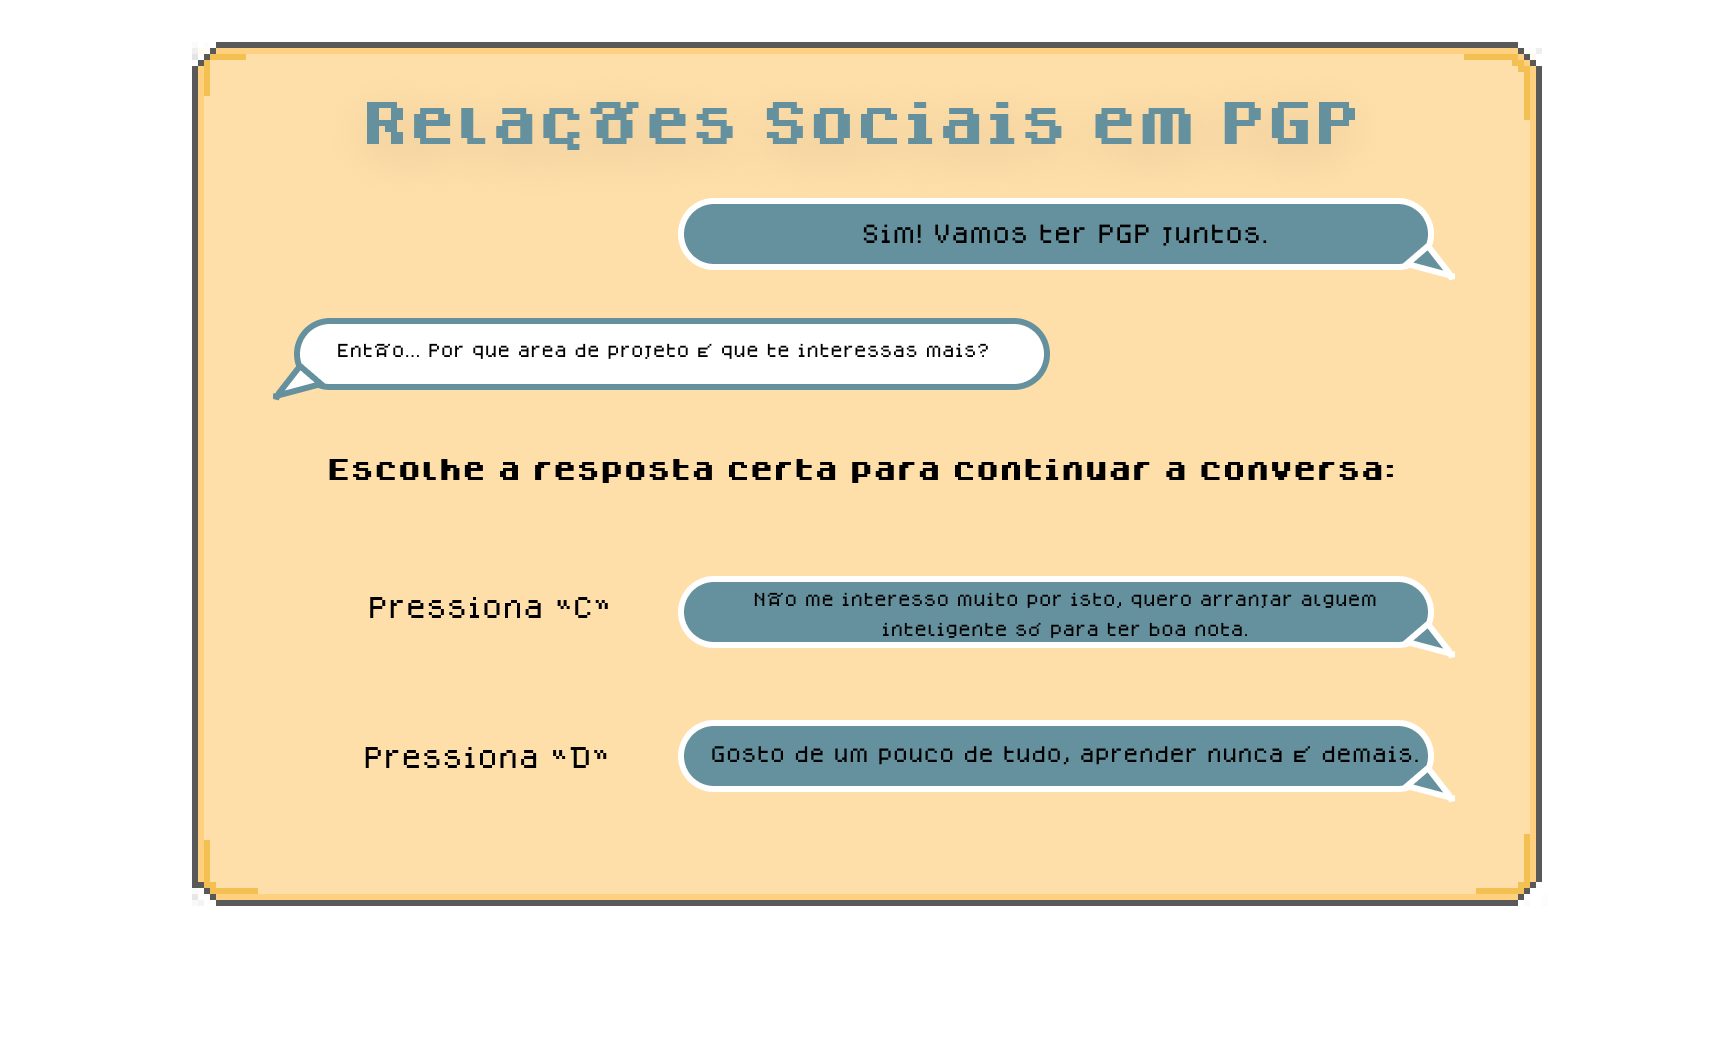 Relações Sociais em PGP
Sim! Vamos ter PGP juntos.
Então... Por que area de projeto é que te interessas mais?
Escolhe a resposta certa para continuar a conversa:
Pressiona "C"
Não me interesso muito por isto, quero arranjar alguem
inteligente só para ter boa nota.
Pressiona "D"
Gosto de um pouco de tudo, aprender nunca é demais.